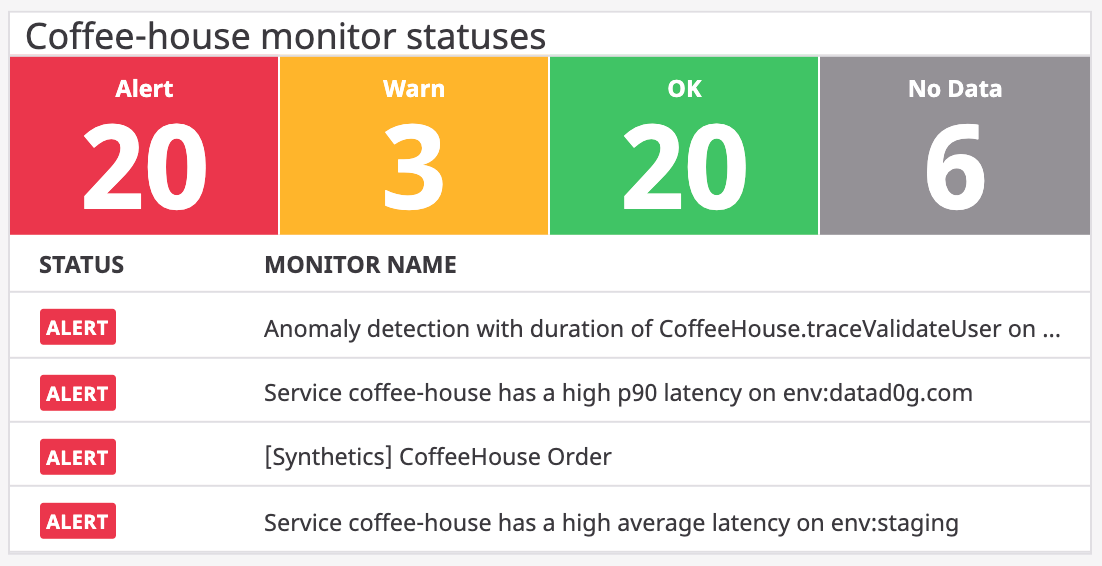 Coffee-house monitor statuses
Alert Warn OK No Data
20 3 20 6
STATUS MONITOR NAME
ALERT Anomaly detection with duration of CoffeeHouse.traceValidateUser on ...
ALERT Service coffee-house has a high p90 latency on env:datad0g.com
ALERT [Synthetics] CoffeeHouse Order
ALERT Service coffee-house has a high average latency on env:staging